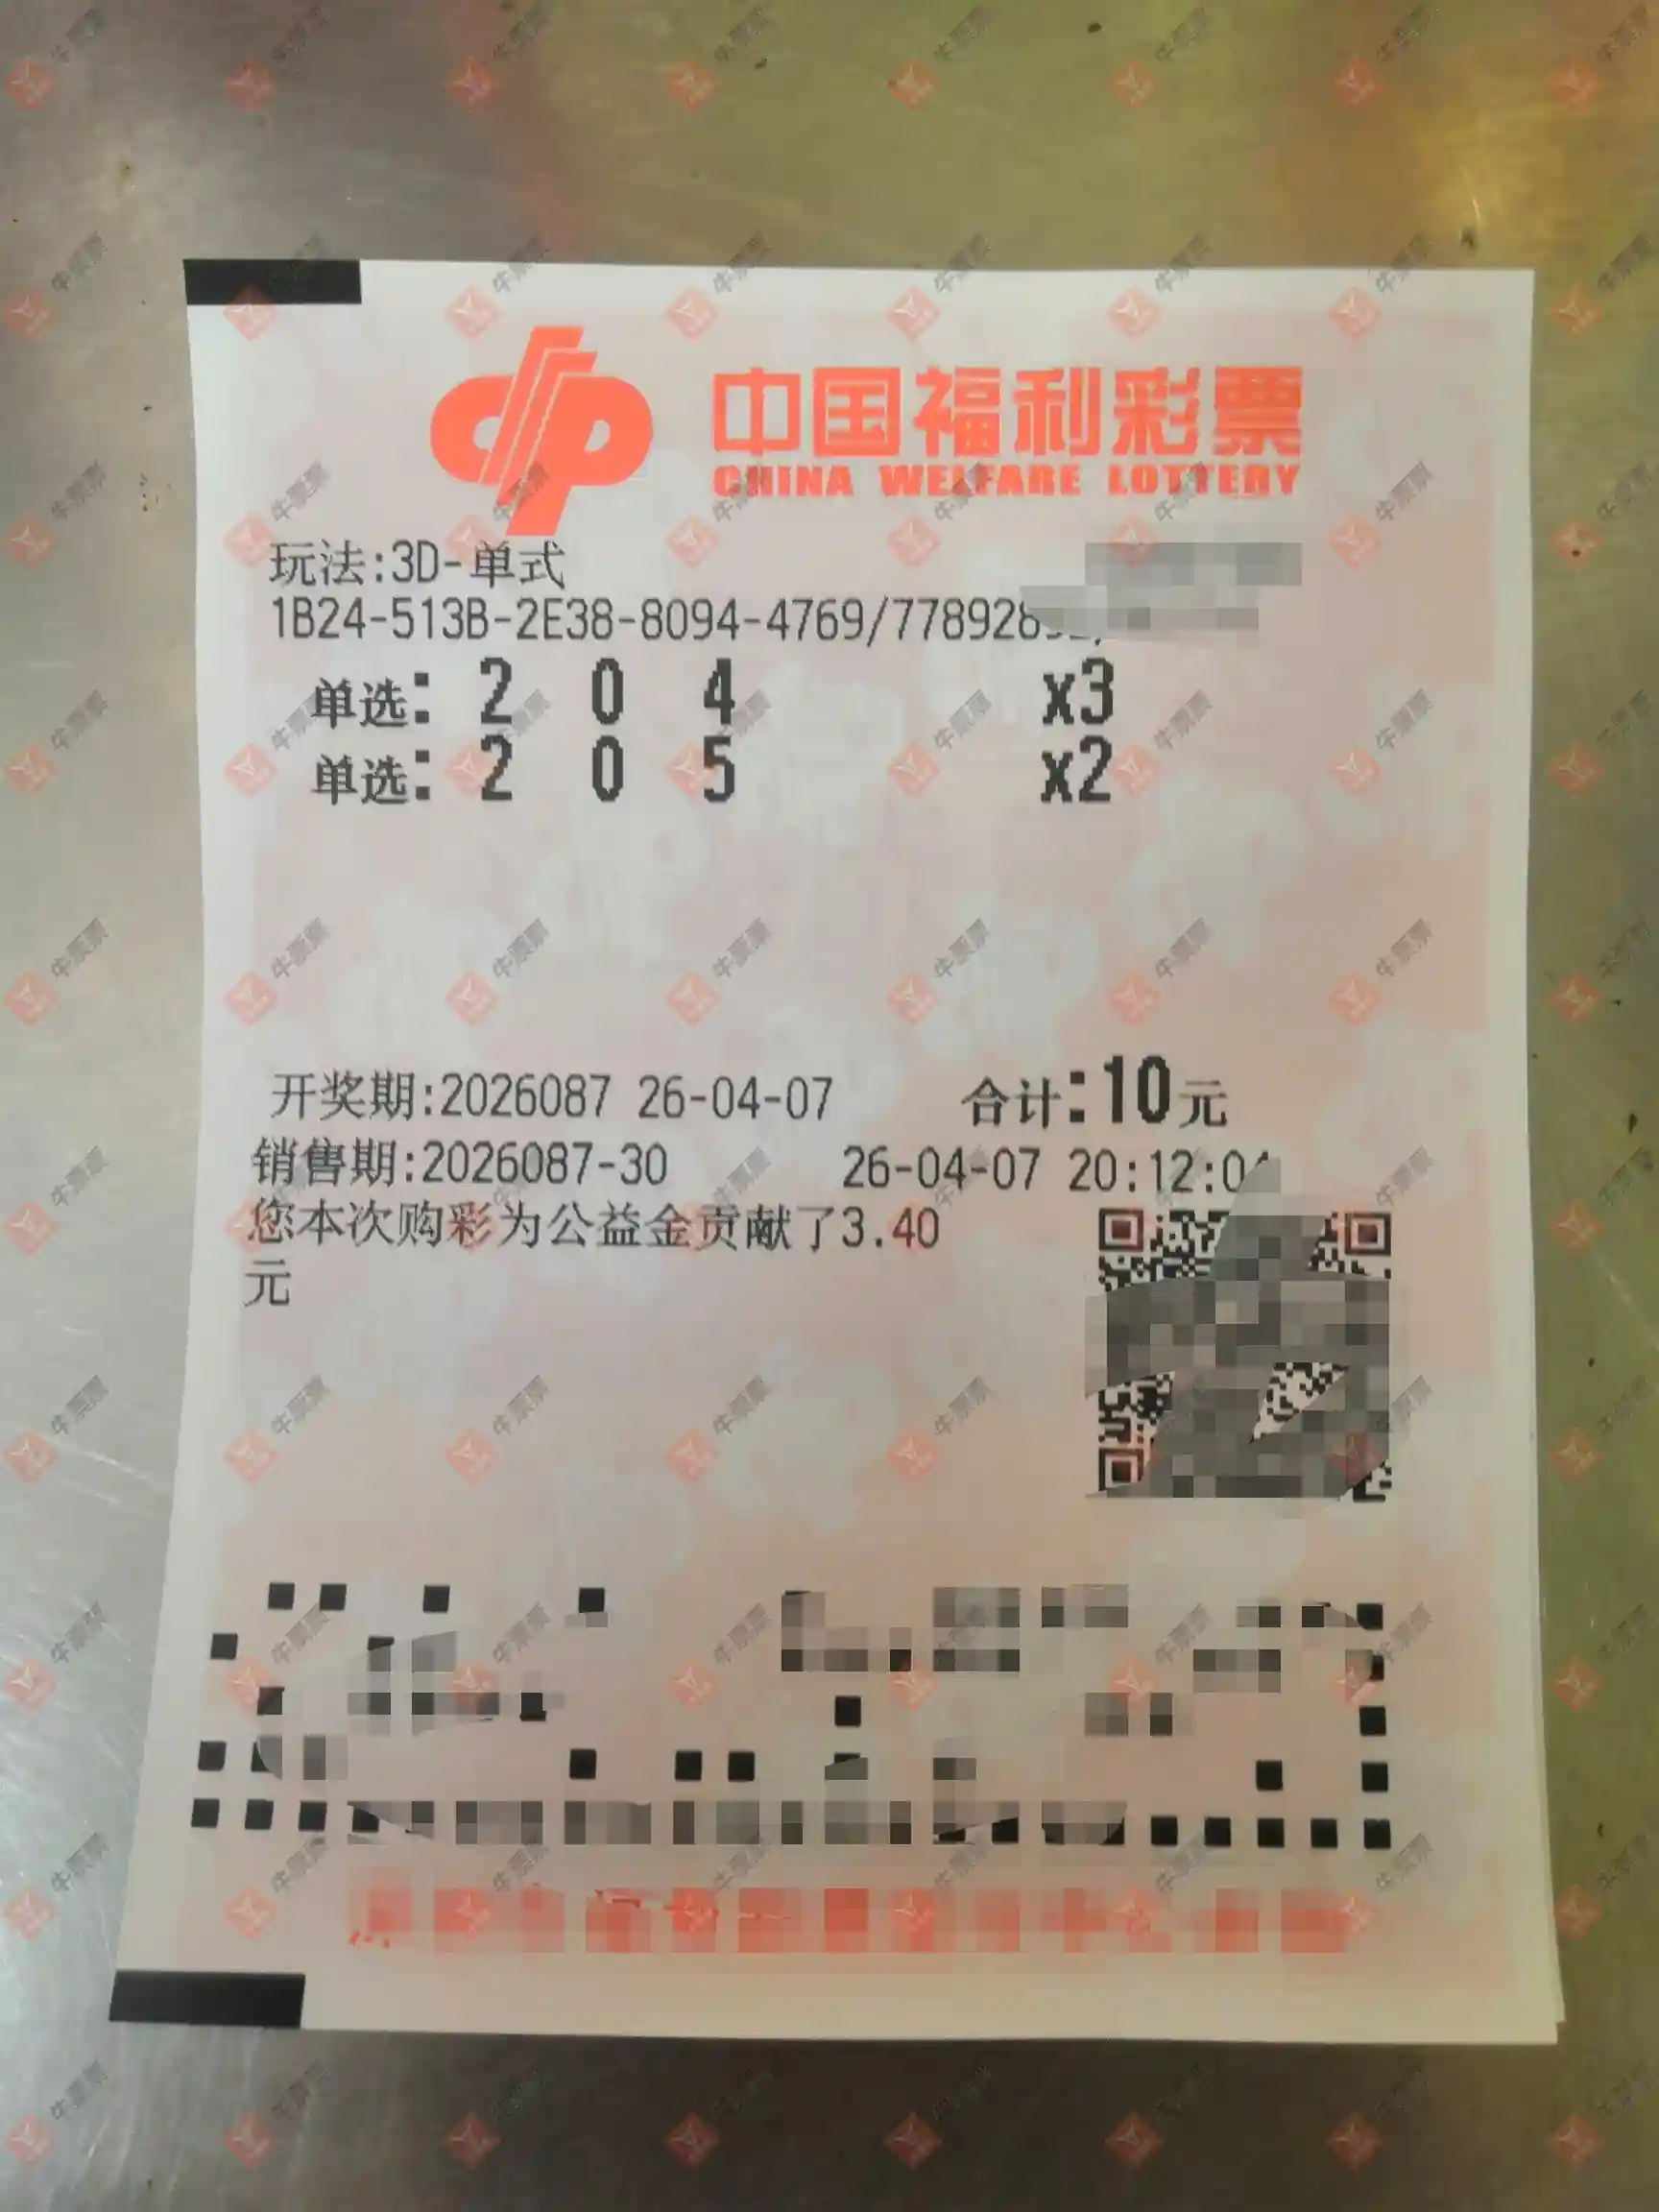 中国福利彩票
CHINA WELFARE LOTTERY
玩法:3D-单式
1B24-513B-2E38-8094-4769/778928
单选: 2 0 4 x3
单选: 2 0 5 x2
开奖期:2026087 26-04-07 合计:10元
销售期:2026087-30 26-04-07 20:12:0
您本次购彩为公益金贡献了3.40
元
牛票票